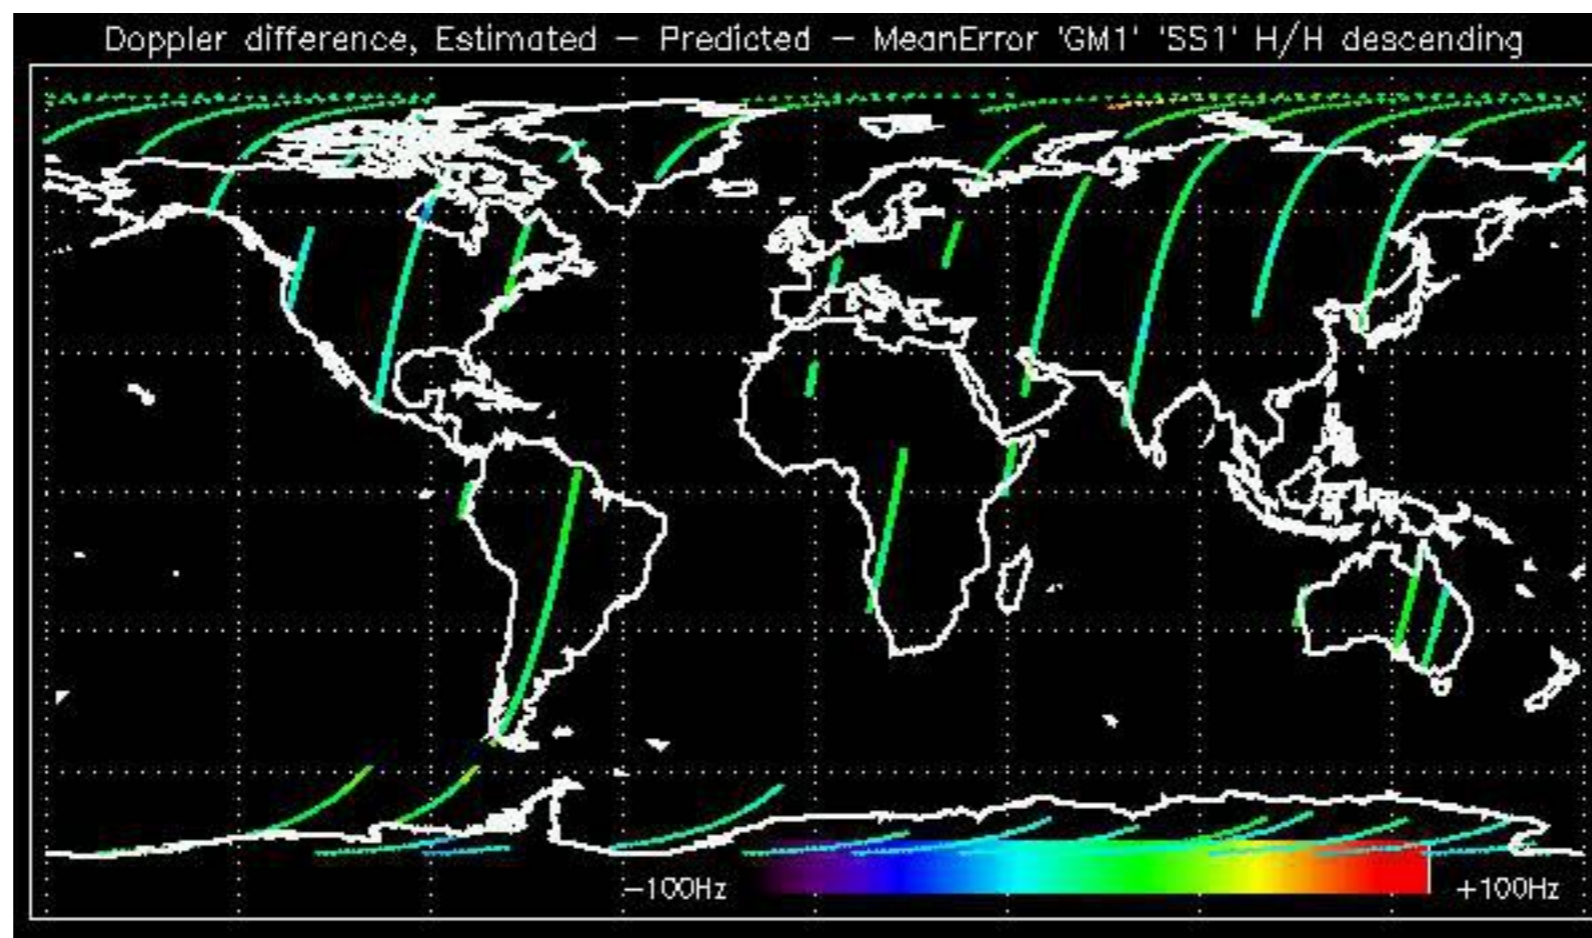 Doppler difference, Estimated – Predicted – MeanError 'GM1' 'SS1' H/H descending
–100Hz +100Hz